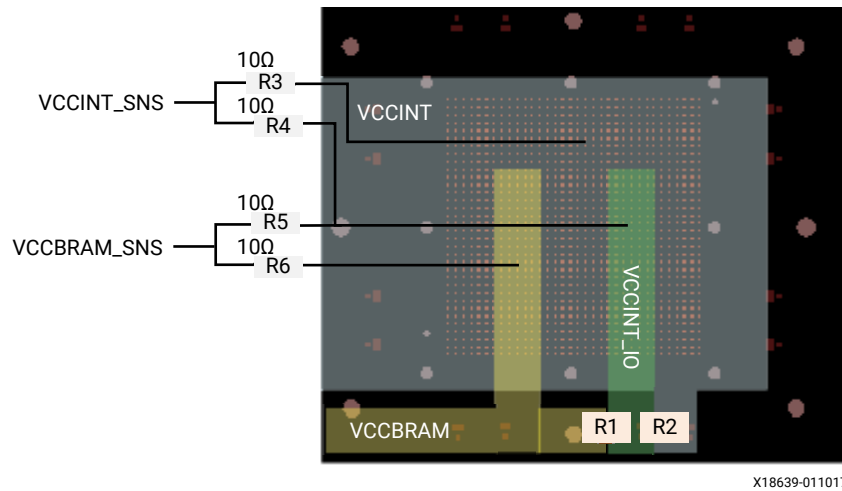 10Ω
R3
VCCINT_SNS
10Ω
R4
VCCINT
10Ω
R5
VCCBRAM_SNS
10Ω
R6
VCCINT_IO
VCCBRAM
R1
R2
X18639-011017